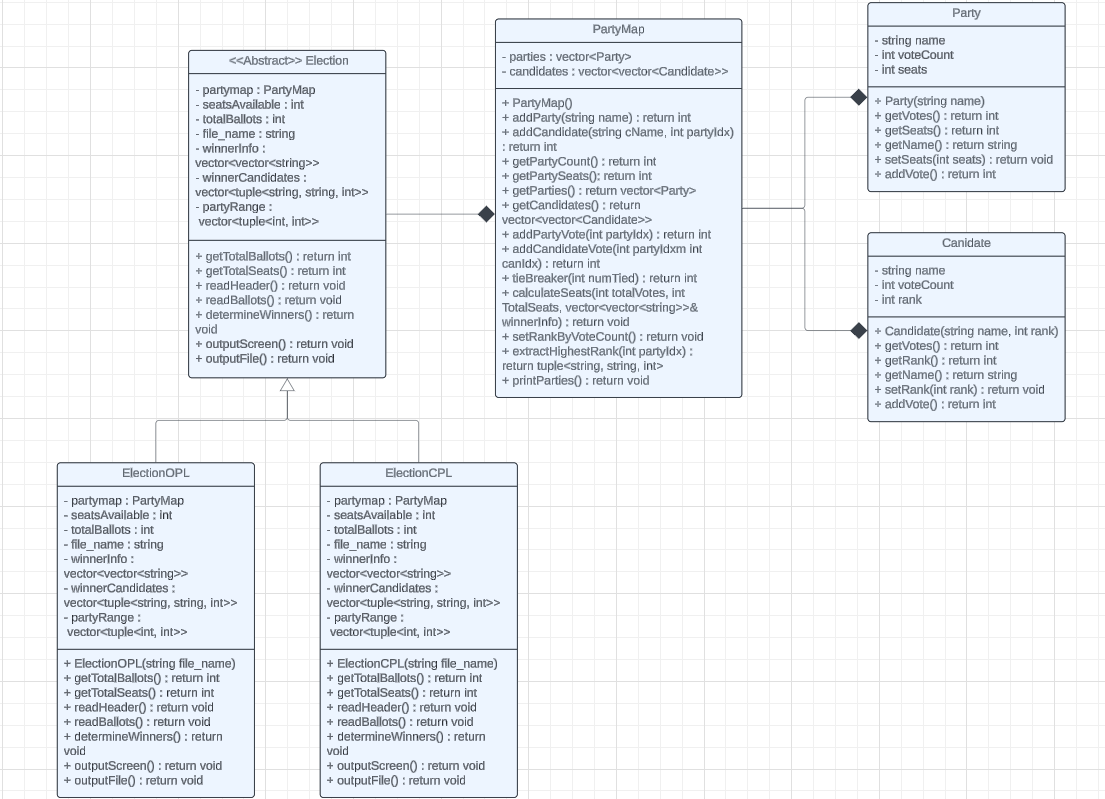 <<Abstract>> Election
- partymap : PartyMap
- seatsAvailable : int
- totalBallots : int
- file_name : string
- winnerInfo :
vector<vector<string>>
- winnerCandidates :
vector<tuple<string, string, int>>
- partyRange :
vector<tuple<int, int>>
+ getTotalBallots() : return int
+ getTotalSeats() : return int
+ readHeader() : return void
+ readBallots() : return void
+ determineWinners() : return
void
+ outputScreen() : return void
+ outputFile() : return void
PartyMap
- parties : vector<Party>
- candidates : vector<vector<Candidate>>
+ PartyMap()
+ addParty(string name) : return int
+ addCandidate(string cName, int partyIdx)
: return int
+ getPartyCount() : return int
+ getPartySeats(): return int
+ getParties() : return vector<Party>
+ getCandidates() : return
vector<vector<Candidate>>
+ addPartyVote(int partyIdx) : return int
+ addCandidateVote(int partyIdxm int
canIdx) : return int
+ tieBreaker(int numTied) : return int
+ calculateSeats(int totalVotes, int
TotalSeats, vector<vector<string>>&
winnerInfo) : return void
+ setRankByVoteCount() : return void
+ extractHighestRank(int partyIdx) :
return tuple<string, string, int>
+ printParties() : return void
Party
- string name
- int voteCount
- int seats
+ Party(string name)
+ getVotes() : return int
+ getSeats() : return int
+ getName() : return string
+ setSeats(int seats) : return void
+ addVote() : return int
Canidate
- string name
- int voteCount
- int rank
+ Candidate(string name, int rank)
+ getVotes() : return int
+ getRank() : return int
+ getName() : return string
+ setRank(int rank) : return void
+ addVote() : return int
ElectionOPL
- partymap : PartyMap
- seatsAvailable : int
- totalBallots : int
- file_name : string
- winnerInfo :
vector<vector<string>>
- winnerCandidates :
vector<tuple<string, string, int>>
- partyRange :
vector<tuple<int, int>>
+ ElectionOPL(string file_name)
+ getTotalBallots() : return int
+ getTotalSeats() : return int
+ readHeader() : return void
+ readBallots() : return void
+ determineWinners() : return
void
+ outputScreen() : return void
+ outputFile() : return void
ElectionCPL
- partymap : PartyMap
- seatsAvailable : int
- totalBallots : int
- file_name : string
- winnerInfo :
vector<vector<string>>
- winnerCandidates :
vector<tuple<string, string, int>>
- partyRange :
vector<tuple<int, int>>
+ ElectionCPL(string file_name)
+ getTotalBallots() : return int
+ getTotalSeats() : return int
+ readHeader() : return void
+ readBallots() : return void
+ determineWinners() : return
void
+ outputScreen() : return void
+ outputFile() : return void